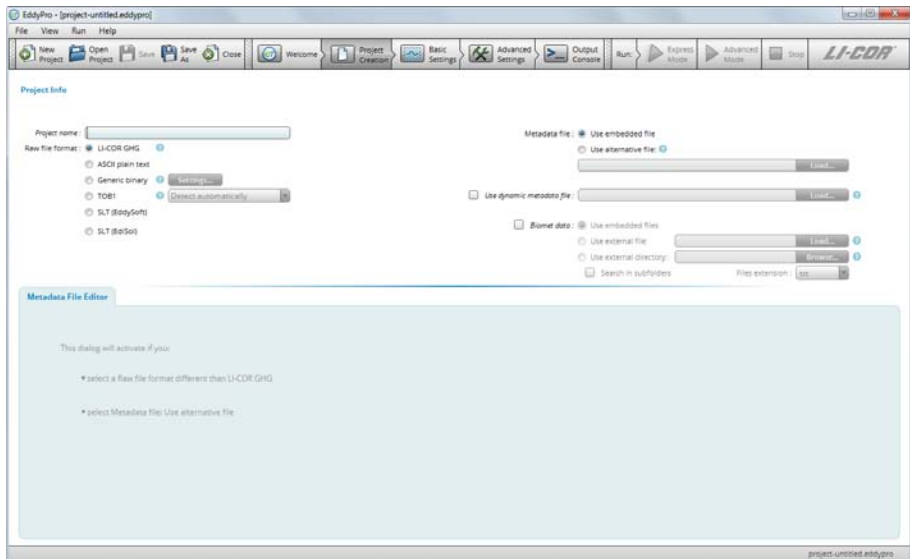 EddyPro - [project-untitled.eddypro]
File View Run Help
New Project
Open Project
Save
Save As
Close
Welcome
Project Creation
Basic Settings
Advanced Settings
Output Console
Run:
Express Mode
Advanced Mode
Stop
LI-COR
Project Info
Project name :
Raw file format : LI-COR GHG
ASCII plain text
Generic binary Settings...
TOB1 Detect automatically
SLT (EddySoft)
SLT (EdiSol)
Metadata file : Use embedded file
Use alternative file:
Load...
Use dynamic metadata file : Load...
Biomet data : Use embedded files
Use external file Load...
Use external directory : Browse...
Search in subfolders Files extension : txt
Metadata File Editor
This dialog will activate if you:
select a Raw file format different than LI-COR GHG
select Metadata file: Use alternative file
project-untitled.eddypro